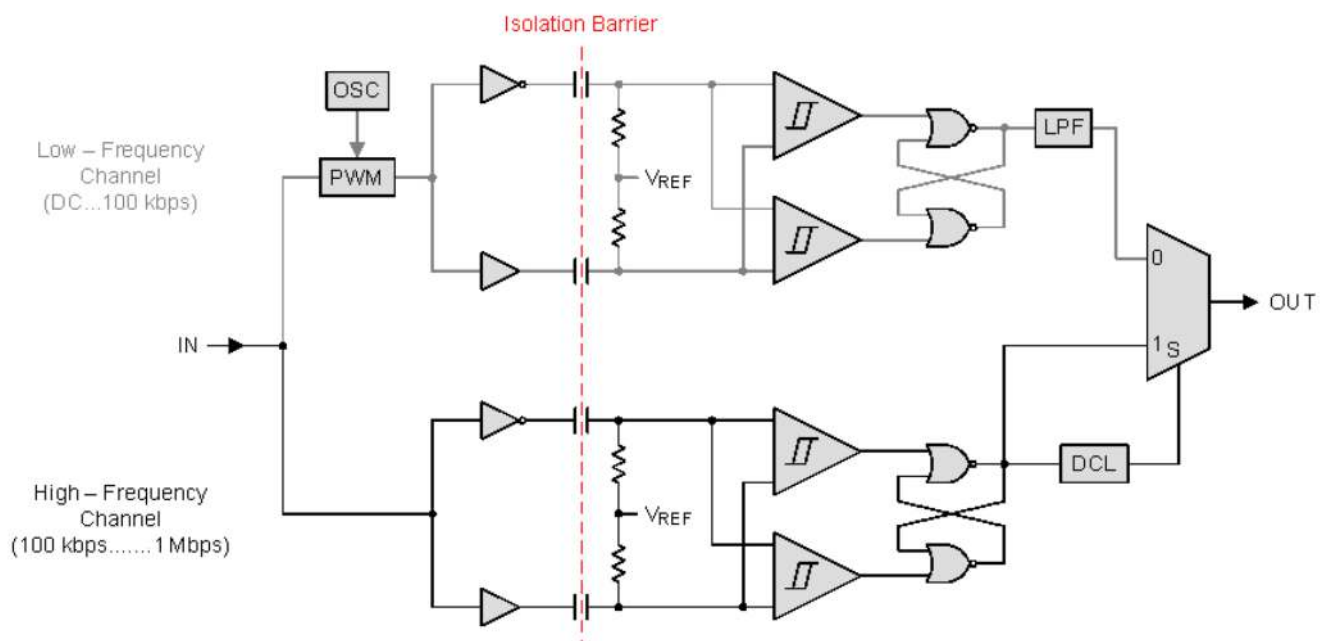 Isolation Barrier
OSC
Low – Frequency
Channel
(DC...100 kbps)
PWM
VREF
LPF
0
OUT
IN
1 S
High – Frequency
Channel
(100 kbps.......1 Mbps)
VREF
DCL